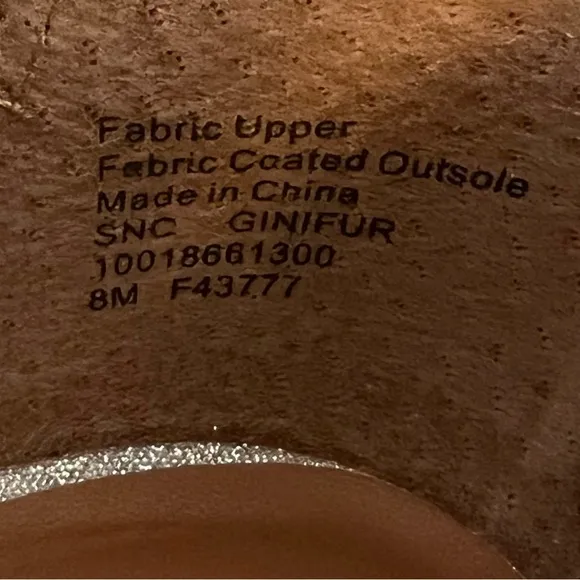 Fabric Upper
Fabric Coated Outsole
Made in China
SNC GINIFUR
10018661300
8M F43777